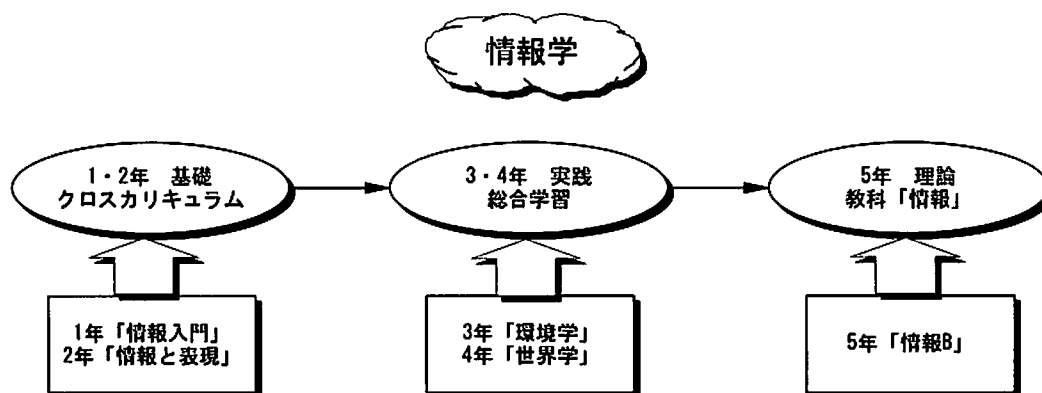 情報学
1・2年　基礎
クロスカリキュラム
3・4年　実践
総合学習
5年　理論
教科「情報」
1年「情報入門」
2年「情報と表現」
3年「環境学」
4年「世界学」
5年「情報B」